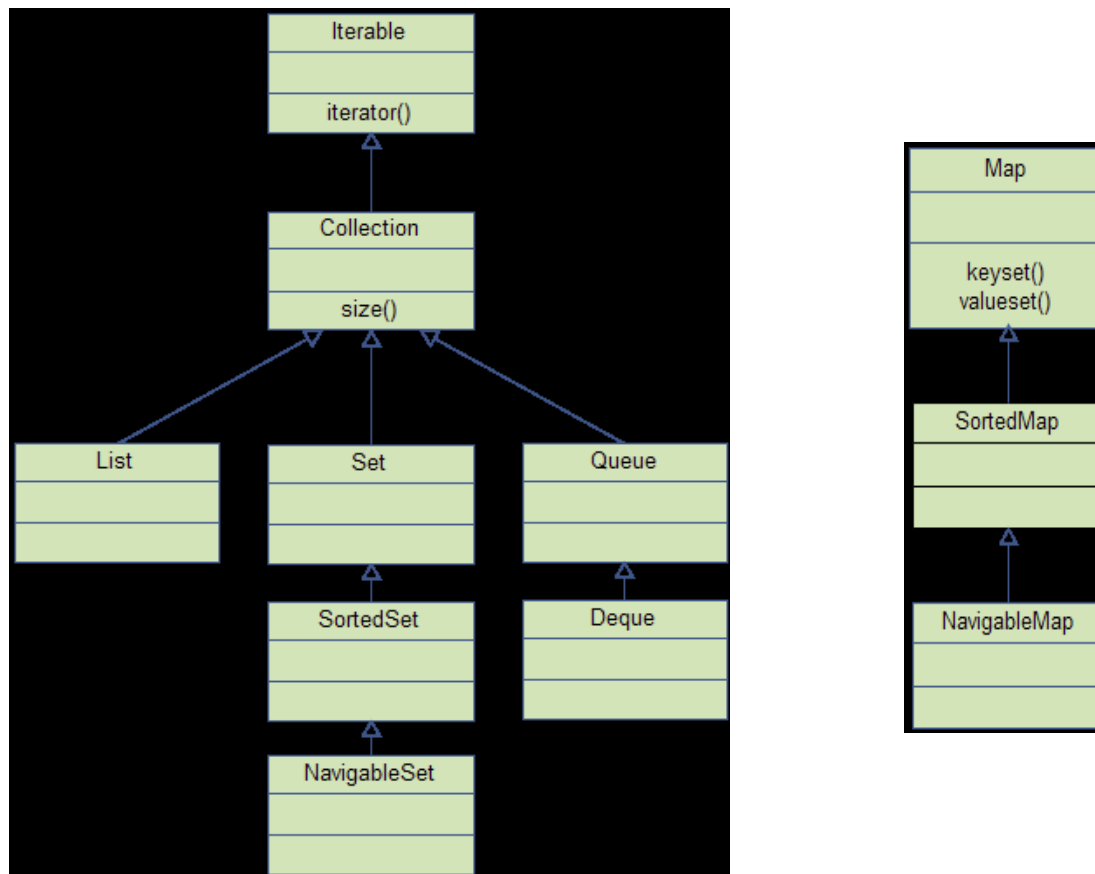 Iterable
iterator()
Collection
size()
List
Set
Queue
SortedSet
Deque
NavigableSet
Map
keyset()
valueset()
SortedMap
NavigableMap